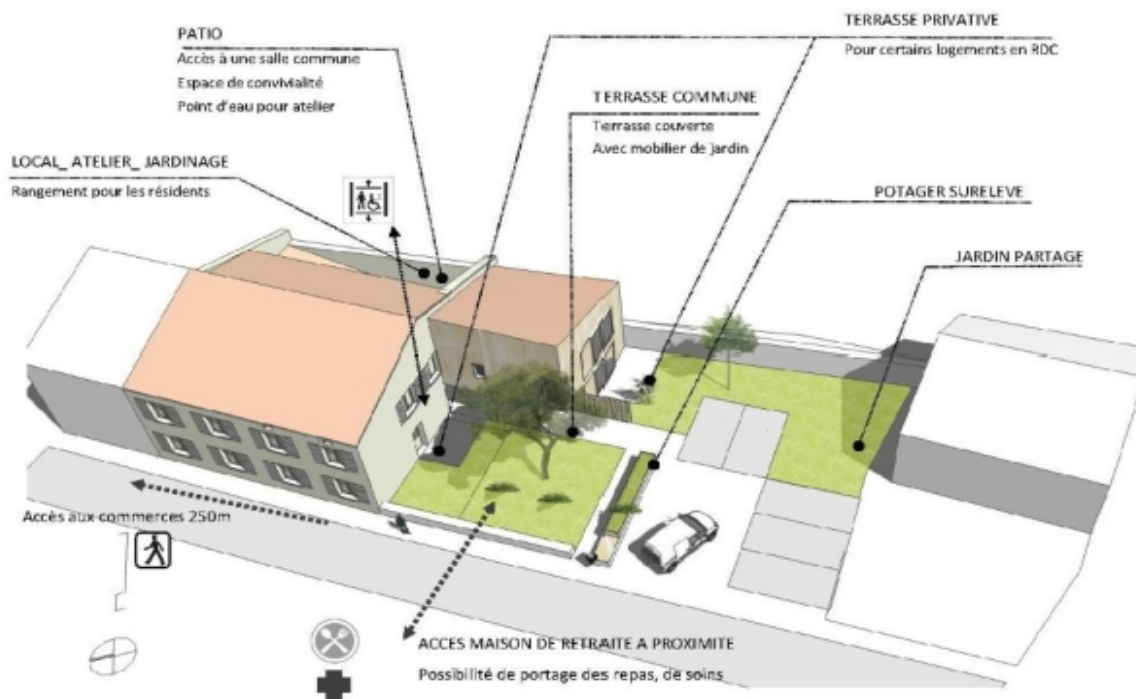 PATIO
Accès à une salle commune
Espace de convivialité
Point d'eau pour atelier
TERRASSE PRIVATIVE
Pour certains logements en RDC
TERRASSE COMMUNE
Terrasse couverte
Avec mobilier de jardin
LOCAL_ ATELIER_ JARDINAGE
Rangement pour les résidents
POTAGER SURELEVE
JARDIN PARTAGE
Accès aux commerces 250m
ACCES MAISON DE RETRAITE A PROXIMITE
Possibilité de portage des repas, de soins